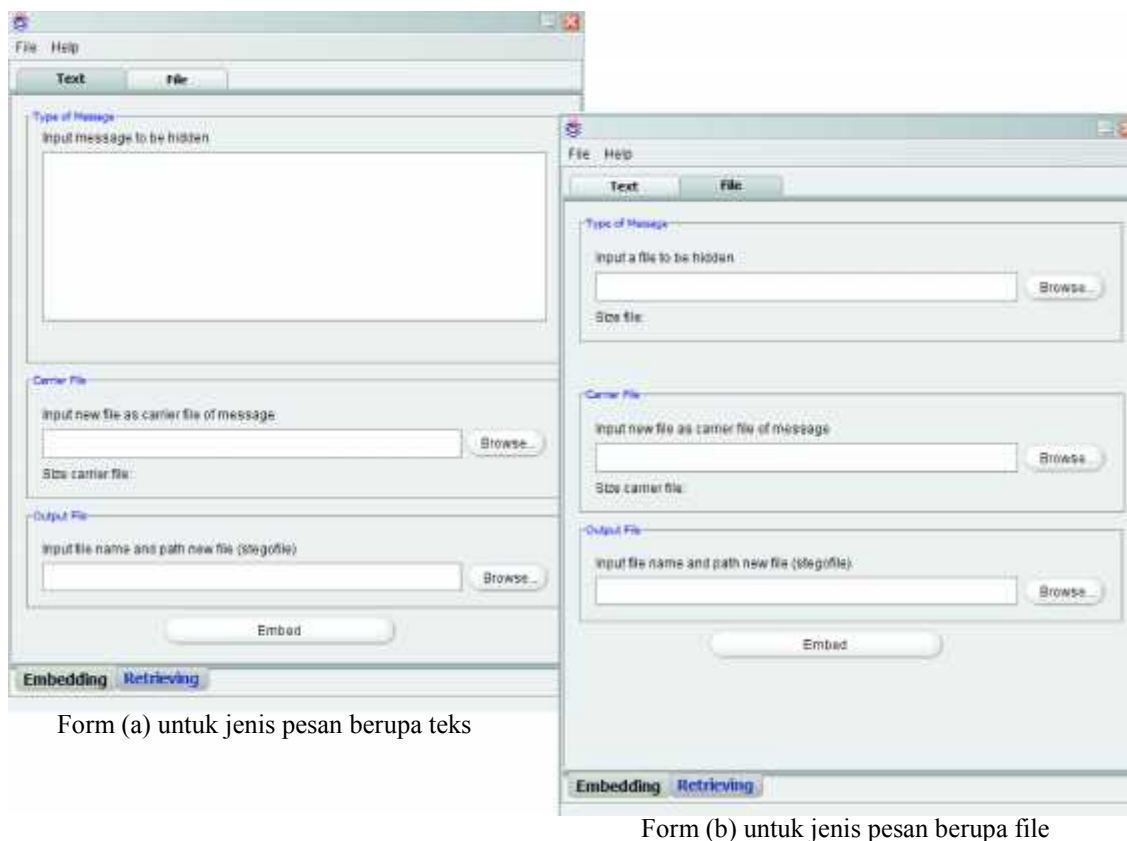 File Help
Text File
Type of Message
Input message to be hidden
Carrier File
Input new file as carrier file of message
Browse...
Size carrier file:
Output File
Input file name and path new file (stegofile)
Browse...
Embed
Embedding Retrieving
Form (a) untuk jenis pesan berupa teks
File Help
Text File
Type of Message
Input a file to be hidden
Browse...
Size file:
Carrier File
Input new file as carrier file of message
Browse...
Size carrier file:
Output File
Input file name and path new file (stegofile)
Browse...
Embed
Embedding Retrieving
Form (b) untuk jenis pesan berupa file